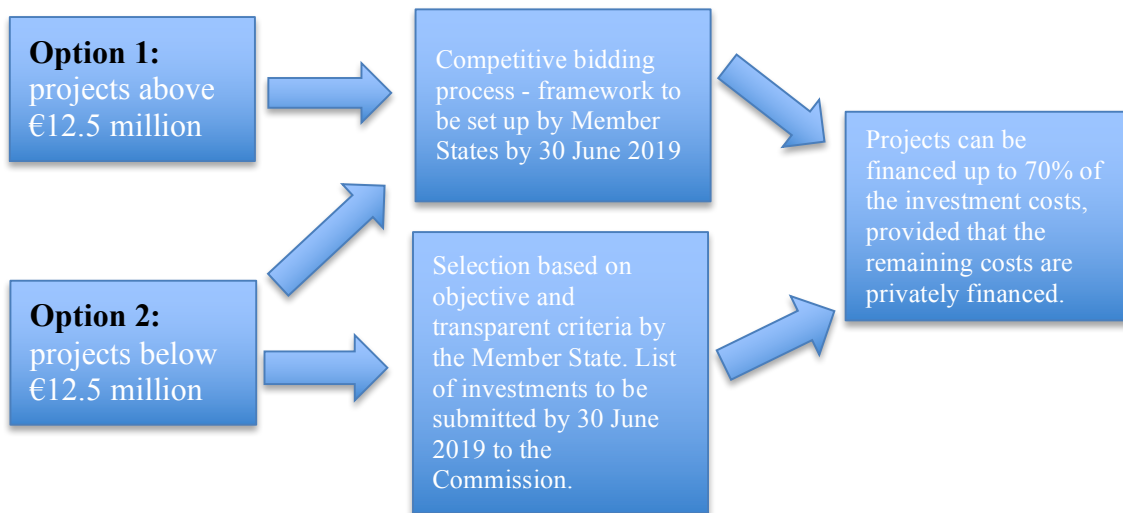 Option 1:
projects above
€12.5 million
Competitive bidding
process - framework to
be set up by Member
States by 30 June 2019
Projects can be
financed up to 70% of
the investment costs,
provided that the
remaining costs are
privately financed.
Option 2:
projects below
€12.5 million
Selection based on
objective and
transparent criteria by
the Member State. List
of investments to be
submitted by 30 June
2019 to the
Commission.